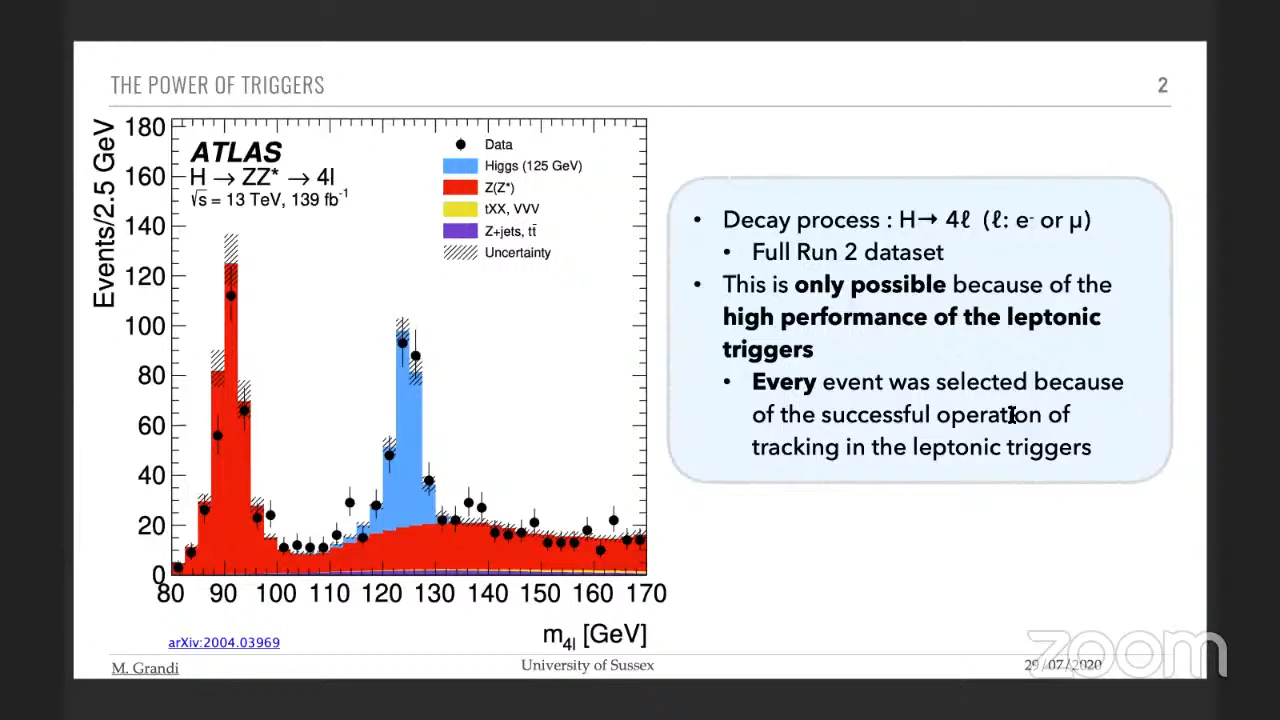 THE POWER OF TRIGGERS
2
Events/2.5 GeV
180
160
140
120
100
80
60
40
20
0
ATLAS
H → ZZ* → 4l
√s = 13 TeV, 139 fb⁻¹
Data
Higgs (125 GeV)
Z(Z*)
tXX, VVV
Z+jets, tt̄
Uncertainty
80 90 100 110 120 130 140 150 160 170
m4l [GeV]
• Decay process : H→ 4ℓ (ℓ: e⁻ or μ)
• Full Run 2 dataset
• This is only possible because of the
high performance of the leptonic
triggers
• Every event was selected because
of the successful operation of
tracking in the leptonic triggers
arXiv:2004.03969
M. Grandi
University of Sussex
29/07/2020
zoom